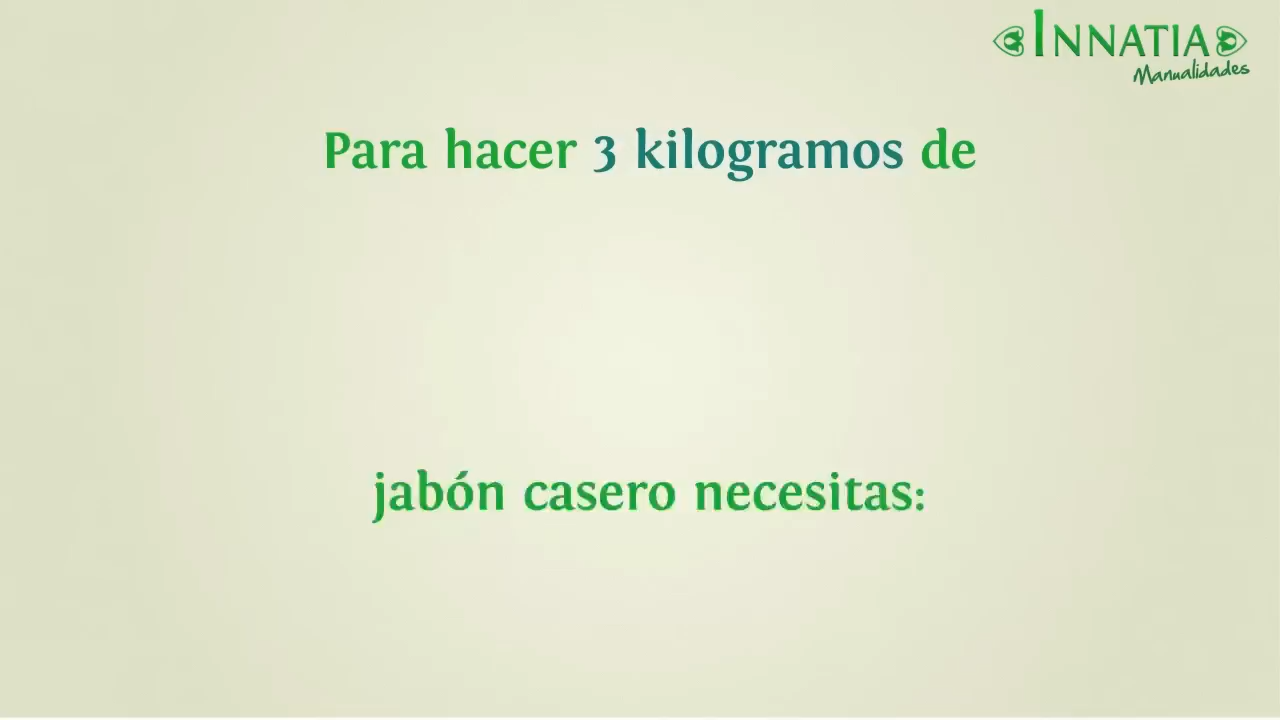 INNATIA
Manualidades
Para hacer 3 kilogramos de
jabón casero necesitas: